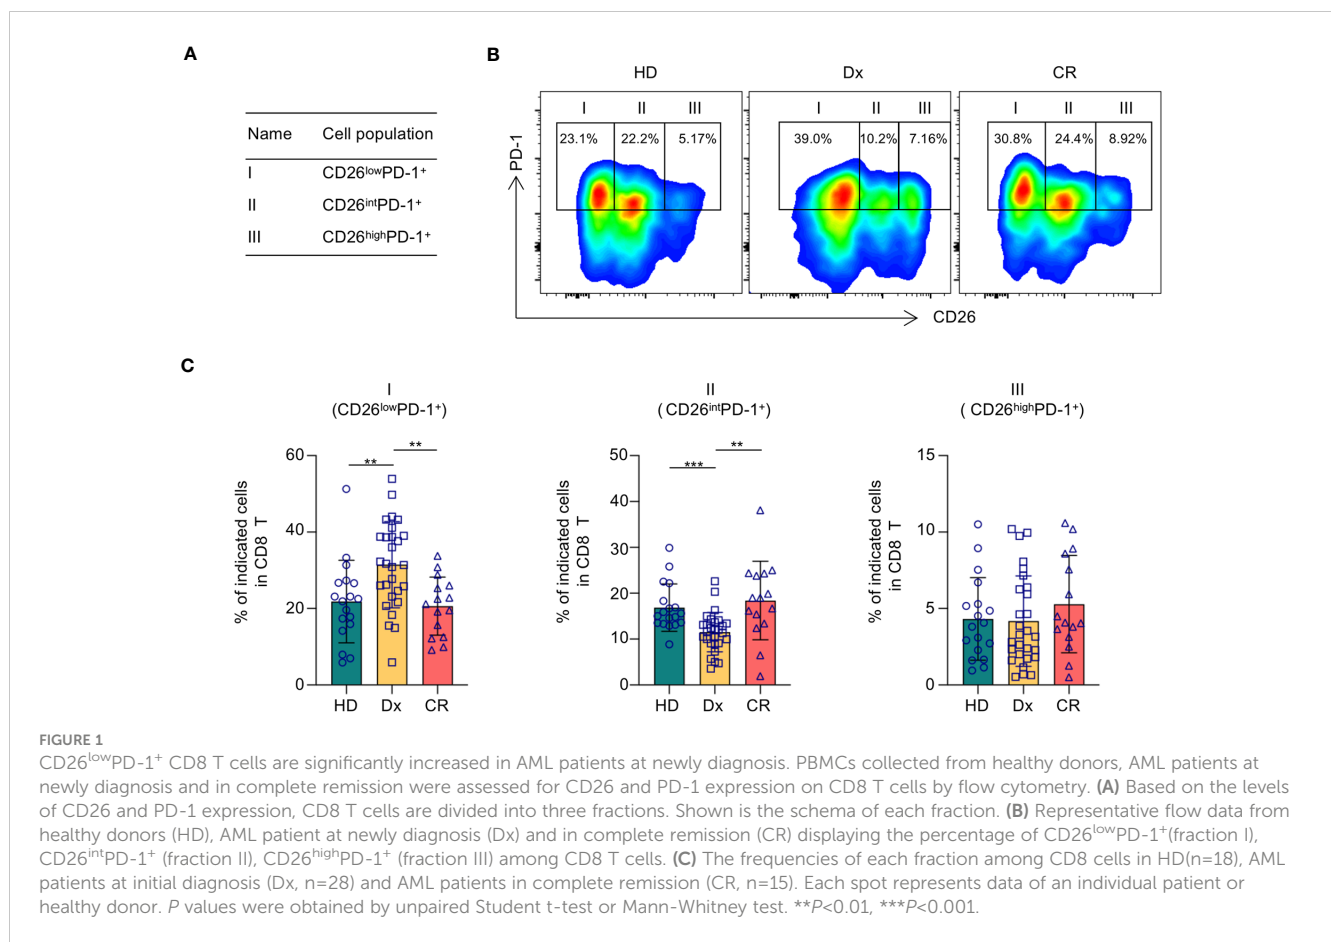 A
Name Cell population
I CD26lowPD-1+
II CD26intPD-1+
III CD26highPD-1+
B
HD Dx CR
I II III I II III I II III
23.1% 22.2% 5.17% 39.0% 10.2% 7.16% 30.8% 24.4% 8.92%
PD-1
CD26
C
I
(CD26lowPD-1+)
% of indicated cells
in CD8 T
60
40
20
0
** **
HD Dx CR
II
( CD26intPD-1+)
% of indicated cells
in CD8 T
50
40
30
20
10
0
*** **
HD Dx CR
III
( CD26highPD-1+)
% of indicated cells
in CD8 T
15
10
5
0
HD Dx CR
FIGURE 1
CD26lowPD-1+ CD8 T cells are significantly increased in AML patients at newly diagnosis. PBMCs collected from healthy donors, AML patients at
newly diagnosis and in complete remission were assessed for CD26 and PD-1 expression on CD8 T cells by flow cytometry. (A) Based on the levels
of CD26 and PD-1 expression, CD8 T cells are divided into three fractions. Shown is the schema of each fraction. (B) Representative flow data from
healthy donors (HD), AML patient at newly diagnosis (Dx) and in complete remission (CR) displaying the percentage of CD26lowPD-1+(fraction I),
CD26intPD-1+ (fraction II), CD26highPD-1+ (fraction III) among CD8 T cells. (C) The frequencies of each fraction among CD8 cells in HD(n=18), AML
patients at initial diagnosis (Dx, n=28) and AML patients in complete remission (CR, n=15). Each spot represents data of an individual patient or
healthy donor. P values were obtained by unpaired Student t-test or Mann-Whitney test. **P<0.01, ***P<0.001.